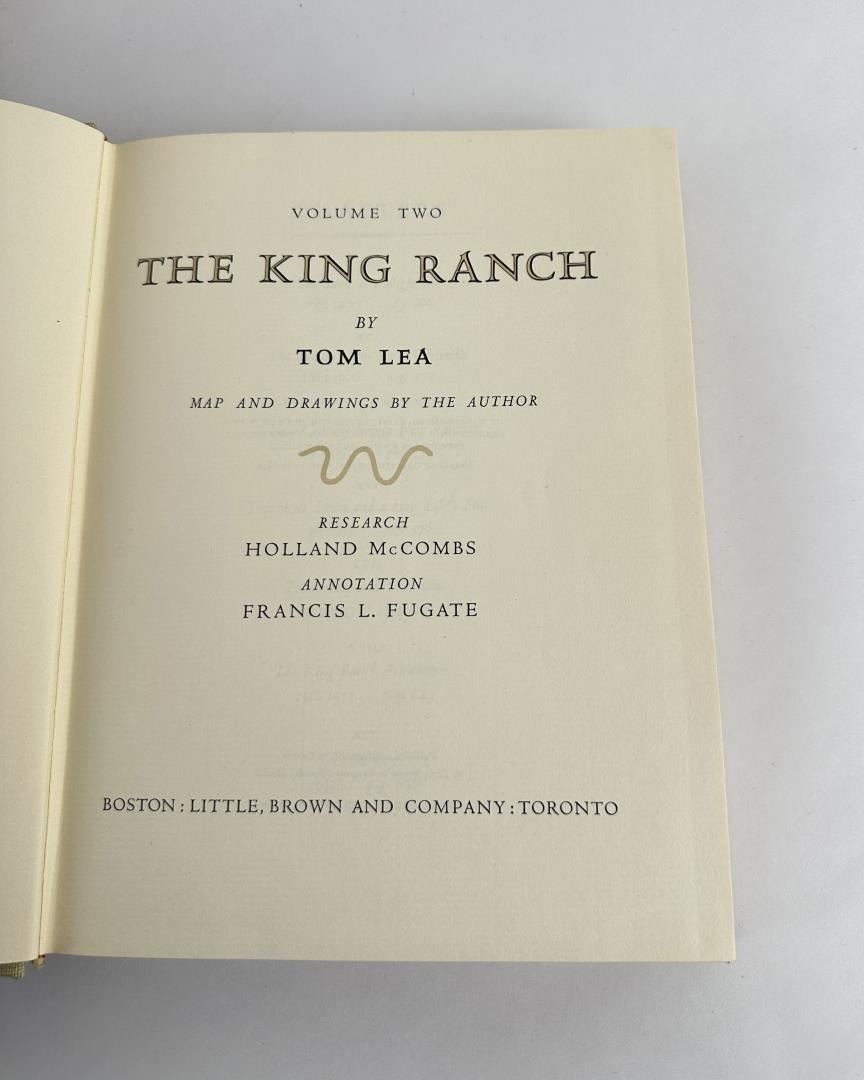 VOLUME TWO
THE KING RANCH
BY
TOM LEA
MAP AND DRAWINGS BY THE AUTHOR
RESEARCH
HOLLAND McCOMBS
ANNOTATION
FRANCIS L. FUGATE
BOSTON : LITTLE, BROWN AND COMPANY : TORONTO